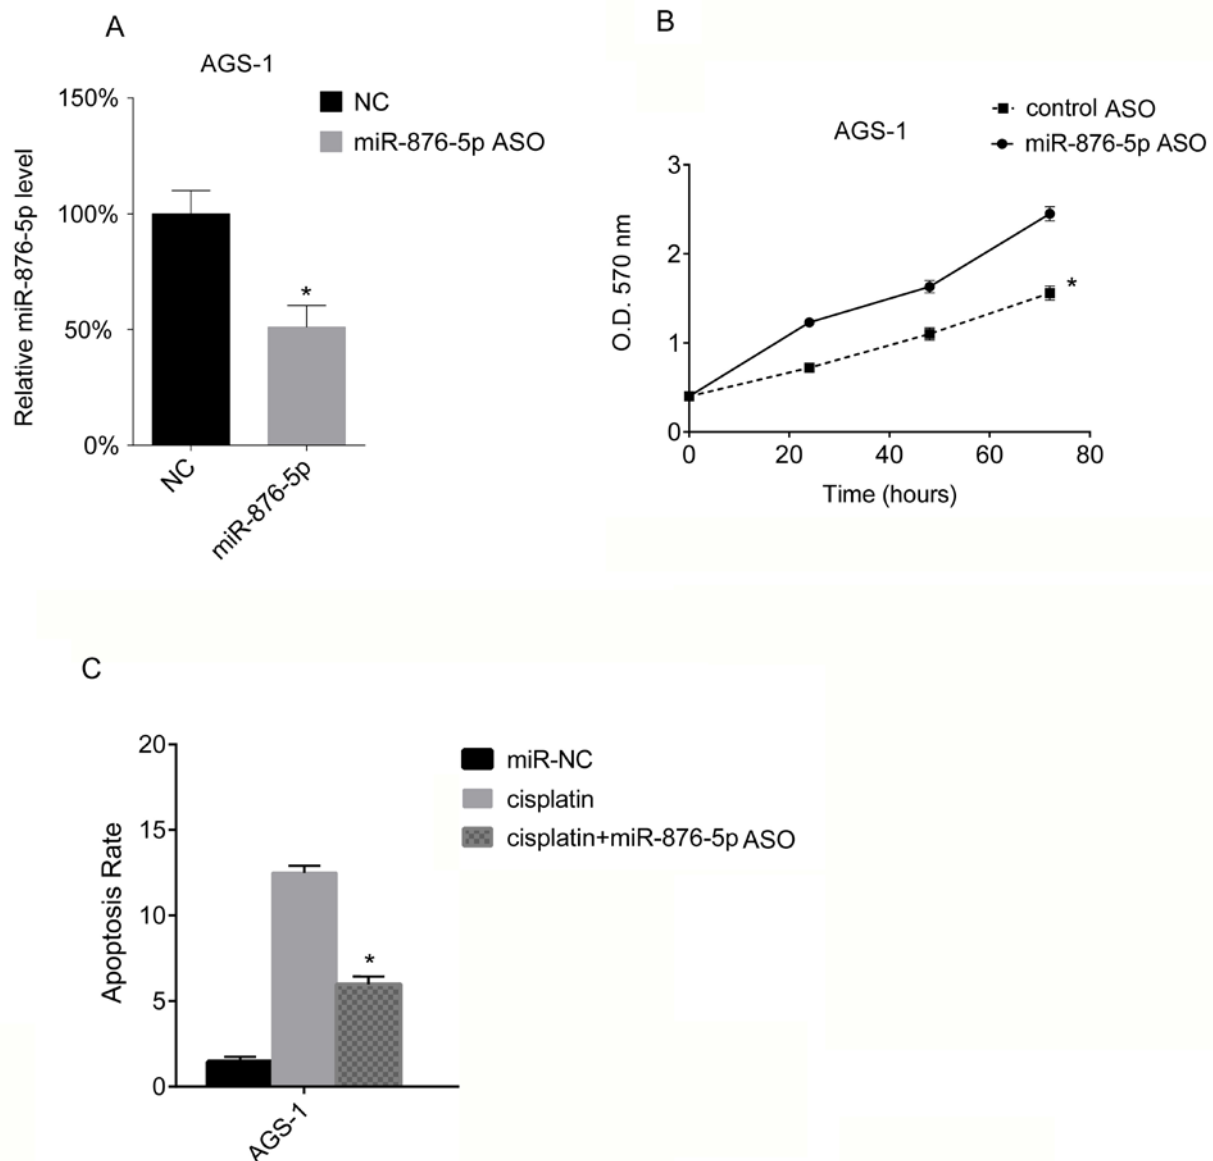 A
AGS-1
NC
miR-876-5p ASO
Relative miR-876-5p level
150%
100%
50%
0%
*
NC
miR-876-5p
B
AGS-1
control ASO
miR-876-5p ASO
O.D. 570 nm
3
2
1
0
*
0 20 40 60 80
Time (hours)
C
miR-NC
cisplatin
cisplatin+miR-876-5p ASO
Apoptosis Rate
20
15
10
5
0
*
AGS-1